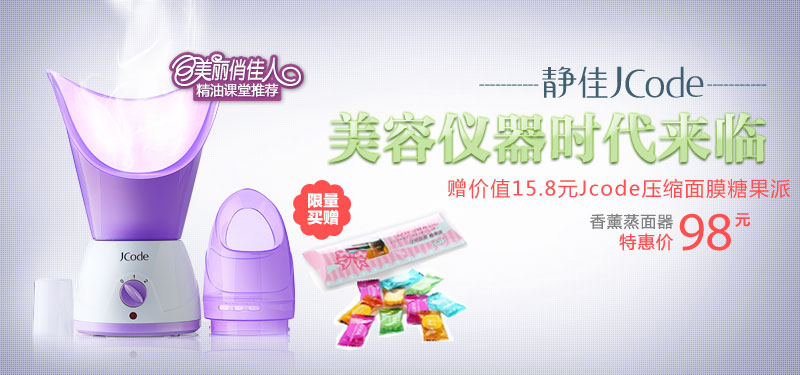 美丽俏佳人
精油课堂推荐
静佳JCode
美容仪器时代来临
赠价值15.8元Jcode压缩面膜糖果派
限量
买赠
香薰蒸面器
特惠价
98元
JCode
0 1 2